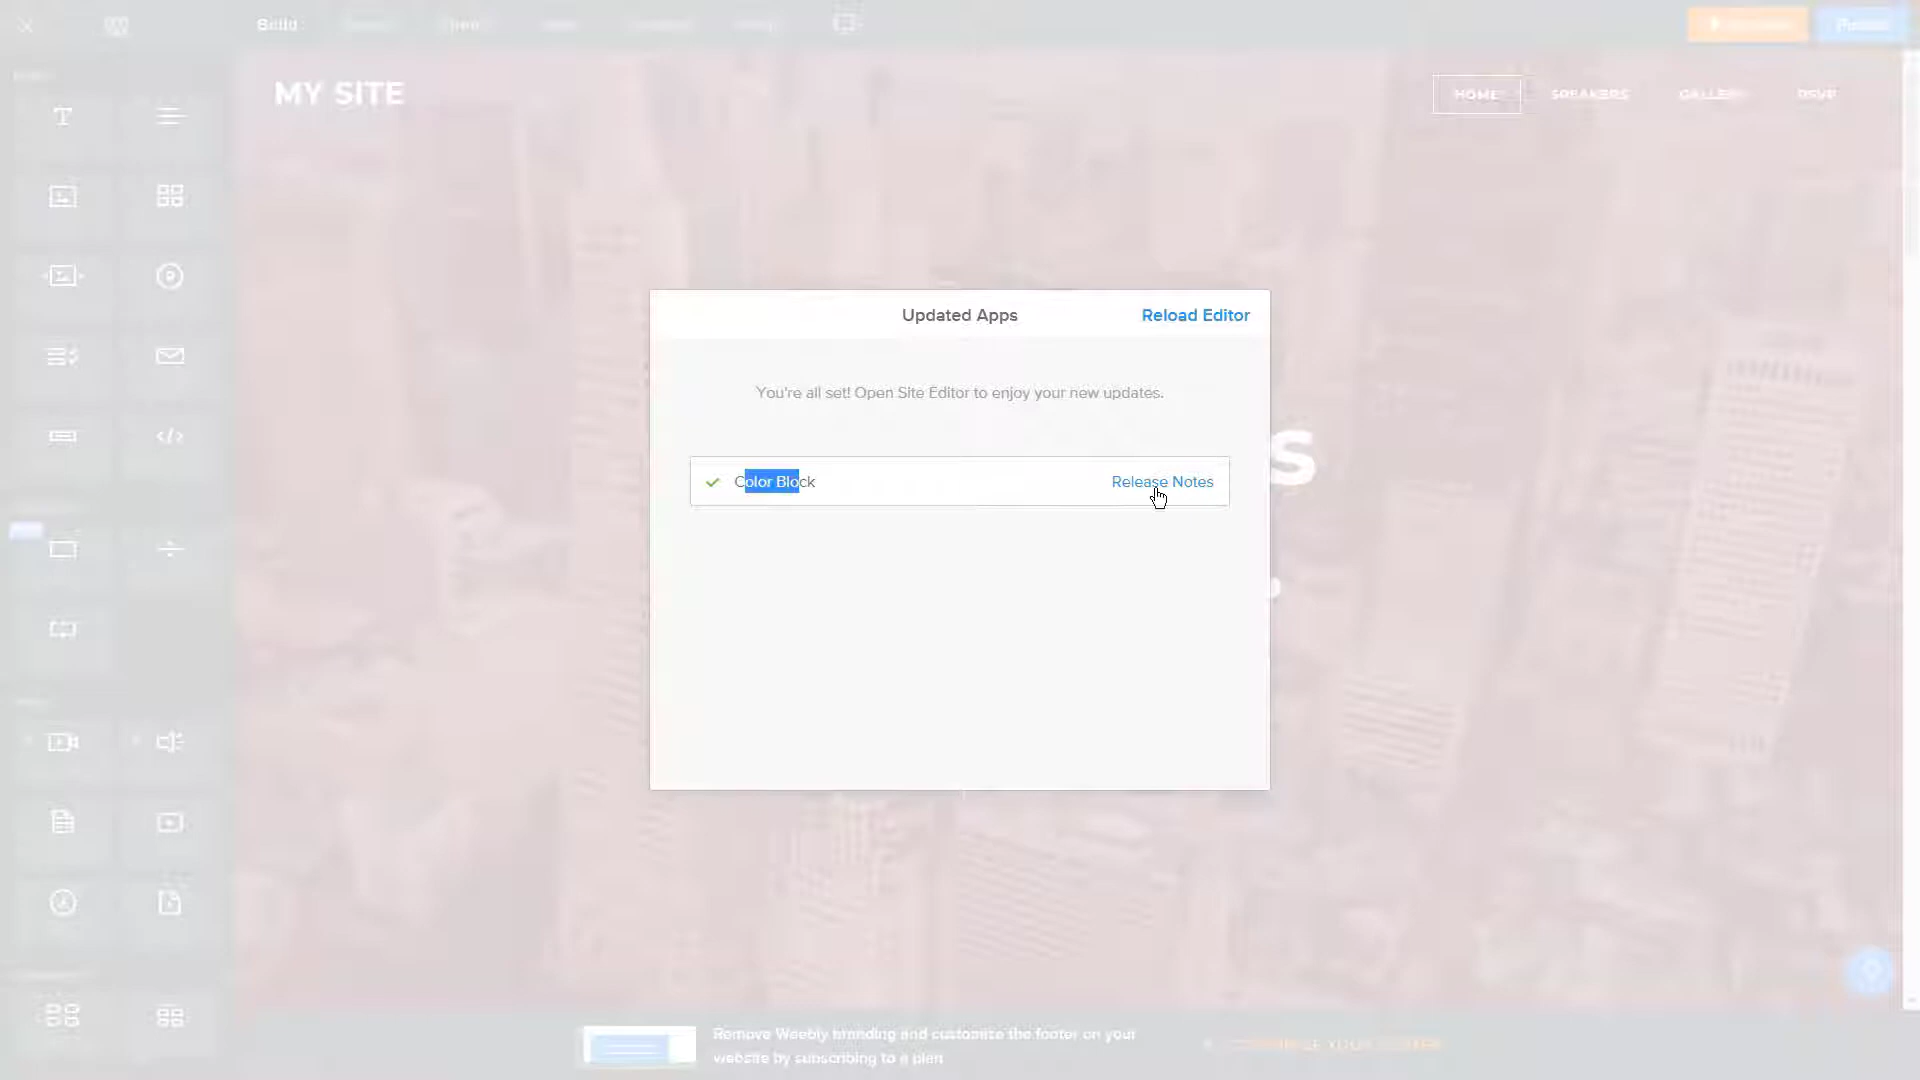 Build
MY SITE
HOME SPEAKERS GALLERY RSVP
Updated Apps
Reload Editor
You're all set! Open Site Editor to enjoy your new updates.
Color Block
Release Notes
S
Remove Weebly branding and customize the footer on your
website by subscribing to a plan